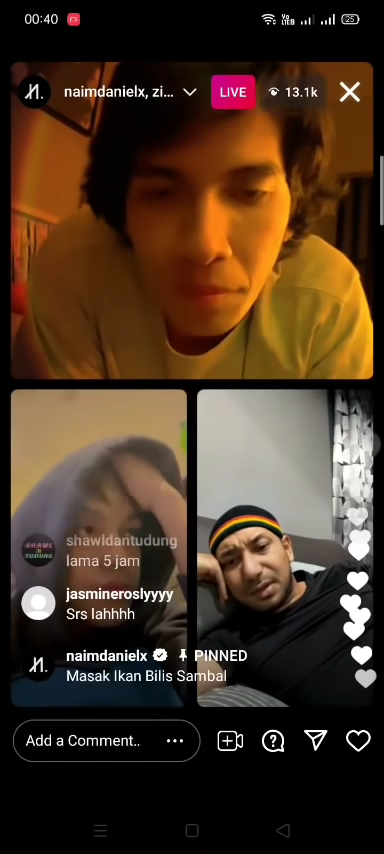 00:40
25
naimdanielx, zi...
LIVE
13.1k
shawldantudung
lama 5 jam
jasmineroslyyyy
Srs lahhhh
naimdanielx PINNED
Masak Ikan Bilis Sambal
Add a Comment..